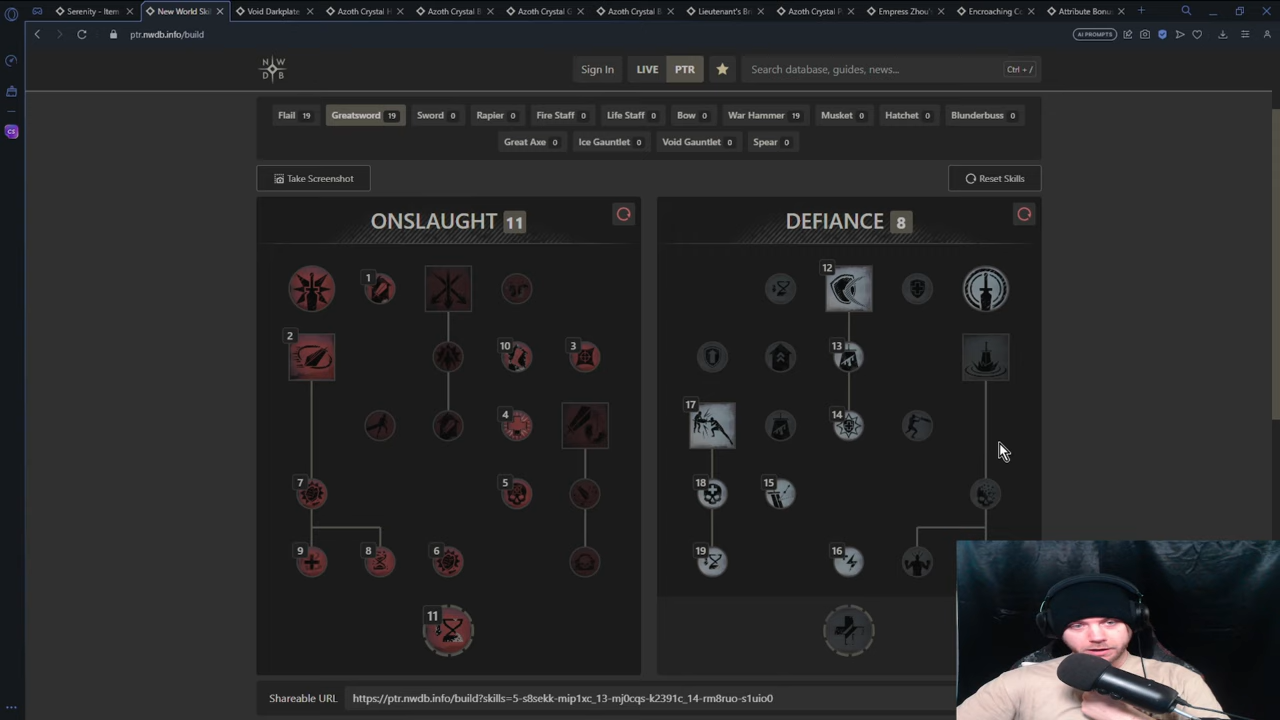 Serenity - Item
New World Ski
Void Darkplate
Azoth Crystal H
Azoth Crystal B
Azoth Crystal G
Azoth Crystal B
Lieutenant's Br
Azoth Crystal P
Empress Zhou'
Encroaching C
Attribute Bonu
ptr.nwdb.info/build
AI PROMPTS
CS
N W D B
Sign In
LIVE
PTR
Search database, guides, news...
Ctrl + /
Flail 19
Greatsword 19
Sword 0
Rapier 0
Fire Staff 0
Life Staff 0
Bow 0
War Hammer 19
Musket 0
Hatchet 0
Blunderbuss 0
Great Axe 0
Ice Gauntlet 0
Void Gauntlet 0
Spear 0
Take Screenshot
Reset Skills
ONSLAUGHT 11
DEFIANCE 8
1
12
2
10
3
13
4
17
14
7
5
18
15
9
8
6
19
16
11
Shareable URL
https://ptr.nwdb.info/build?skills=5-s8sekk-mip1xc_13-mj0cqs-k2391c_14-rm8ruo-s1uio0